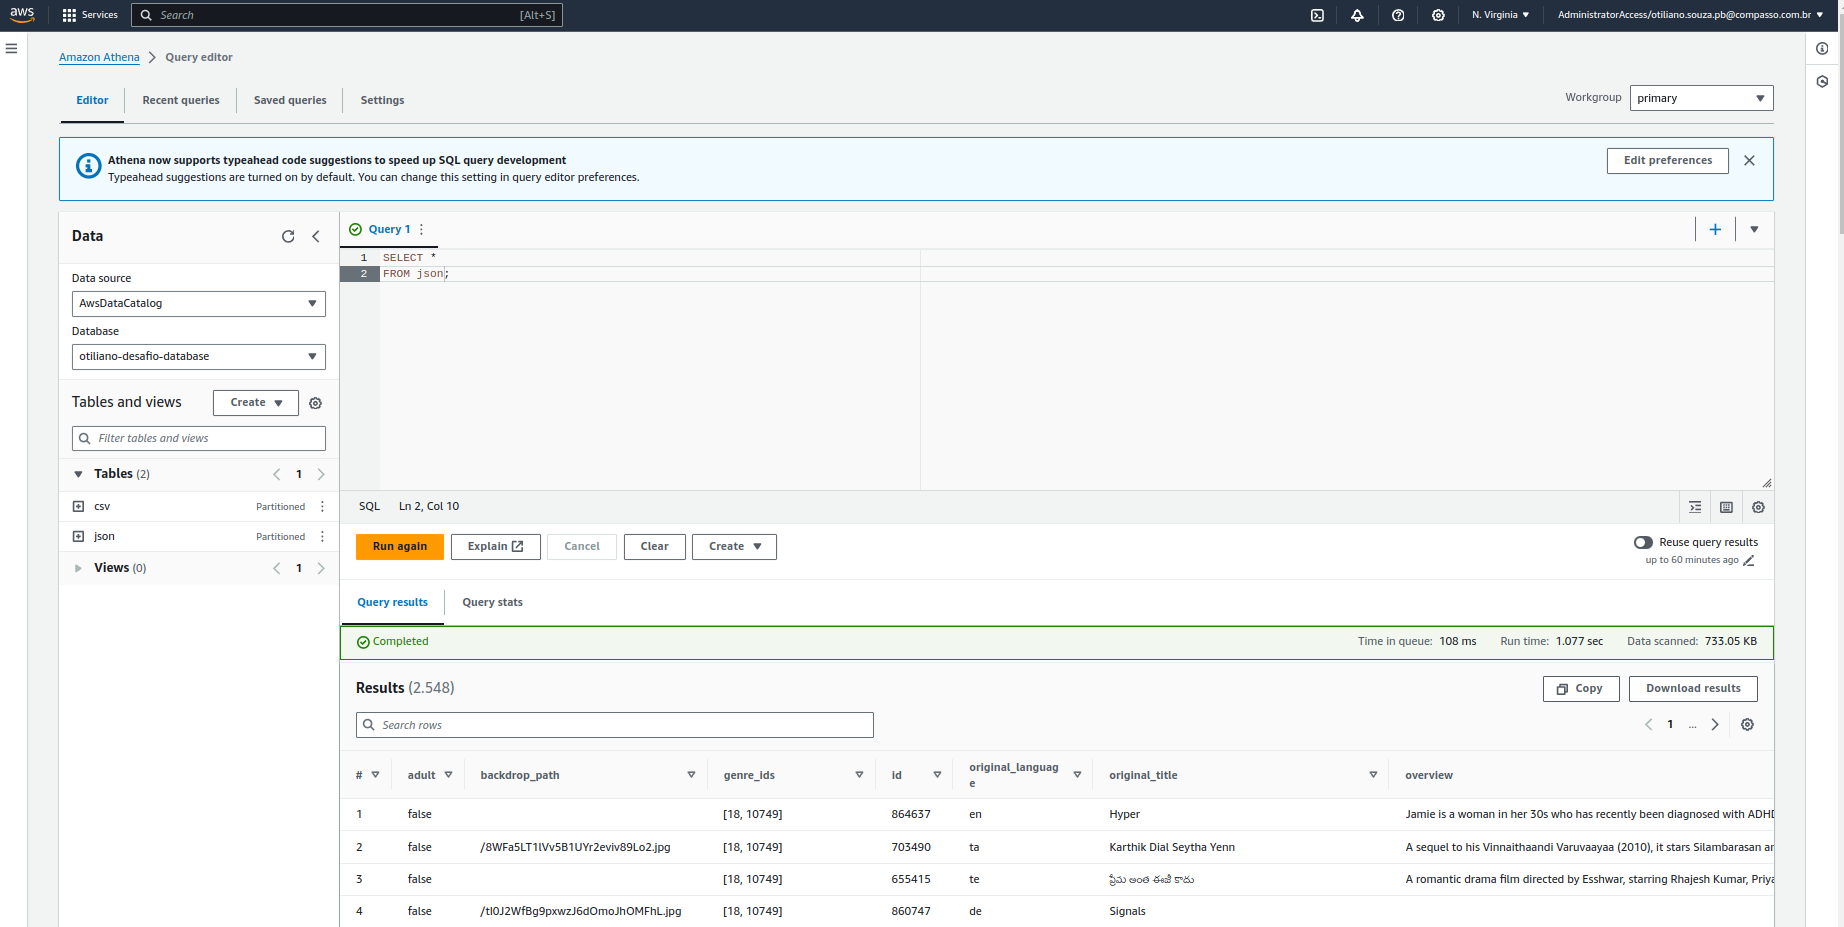 aws Services Search [Alt+S] N. Virginia AdministratorAccess/otiliano.souza.pb@compasso.com.br
Amazon Athena Query editor
Editor Recent queries Saved queries Settings
Workgroup primary
Athena now supports typeahead code suggestions to speed up SQL query development
Typeahead suggestions are turned on by default. You can change this setting in query editor preferences.
Edit preferences
Data
Data source
AwsDataCatalog
Database
otiliano-desafio-database
Tables and views Create
Filter tables and views
Tables (2) 1
csv Partitioned
json Partitioned
Views (0) 1
Query 1
1 SELECT *
2 FROM json;
SQL Ln 2, Col 10
Run again Explain Cancel Clear Create
Reuse query results
up to 60 minutes ago
Query results Query stats
Completed Time in queue: 108 ms Run time: 1.077 sec Data scanned: 733.05 KB
Results (2.548) Copy Download results
Search rows 1 ...
# adult backdrop_path genre_ids id original_languag
e original_title overview
1 false [18, 10749] 864637 en Hyper Jamie is a woman in her 30s who has recently been diagnosed with ADHD
2 false /8WFa5LT1lVv5B1UYr2eviv89Lo2.jpg [18, 10749] 703490 ta Karthik Dial Seytha Yenn A sequel to his Vinnaithaandi Varuvaayaa (2010), it stars Silambarasan ar
3 false [18, 10749] 655415 te ప్రేమ అంత ఈజీ కాదు A romantic drama film directed by Esshwar, starring Rhajesh Kumar, Priya
4 false /tI0J2WfBg9pxwzJ6dOmoJhOMFhL.jpg [18, 10749] 860747 de Signals